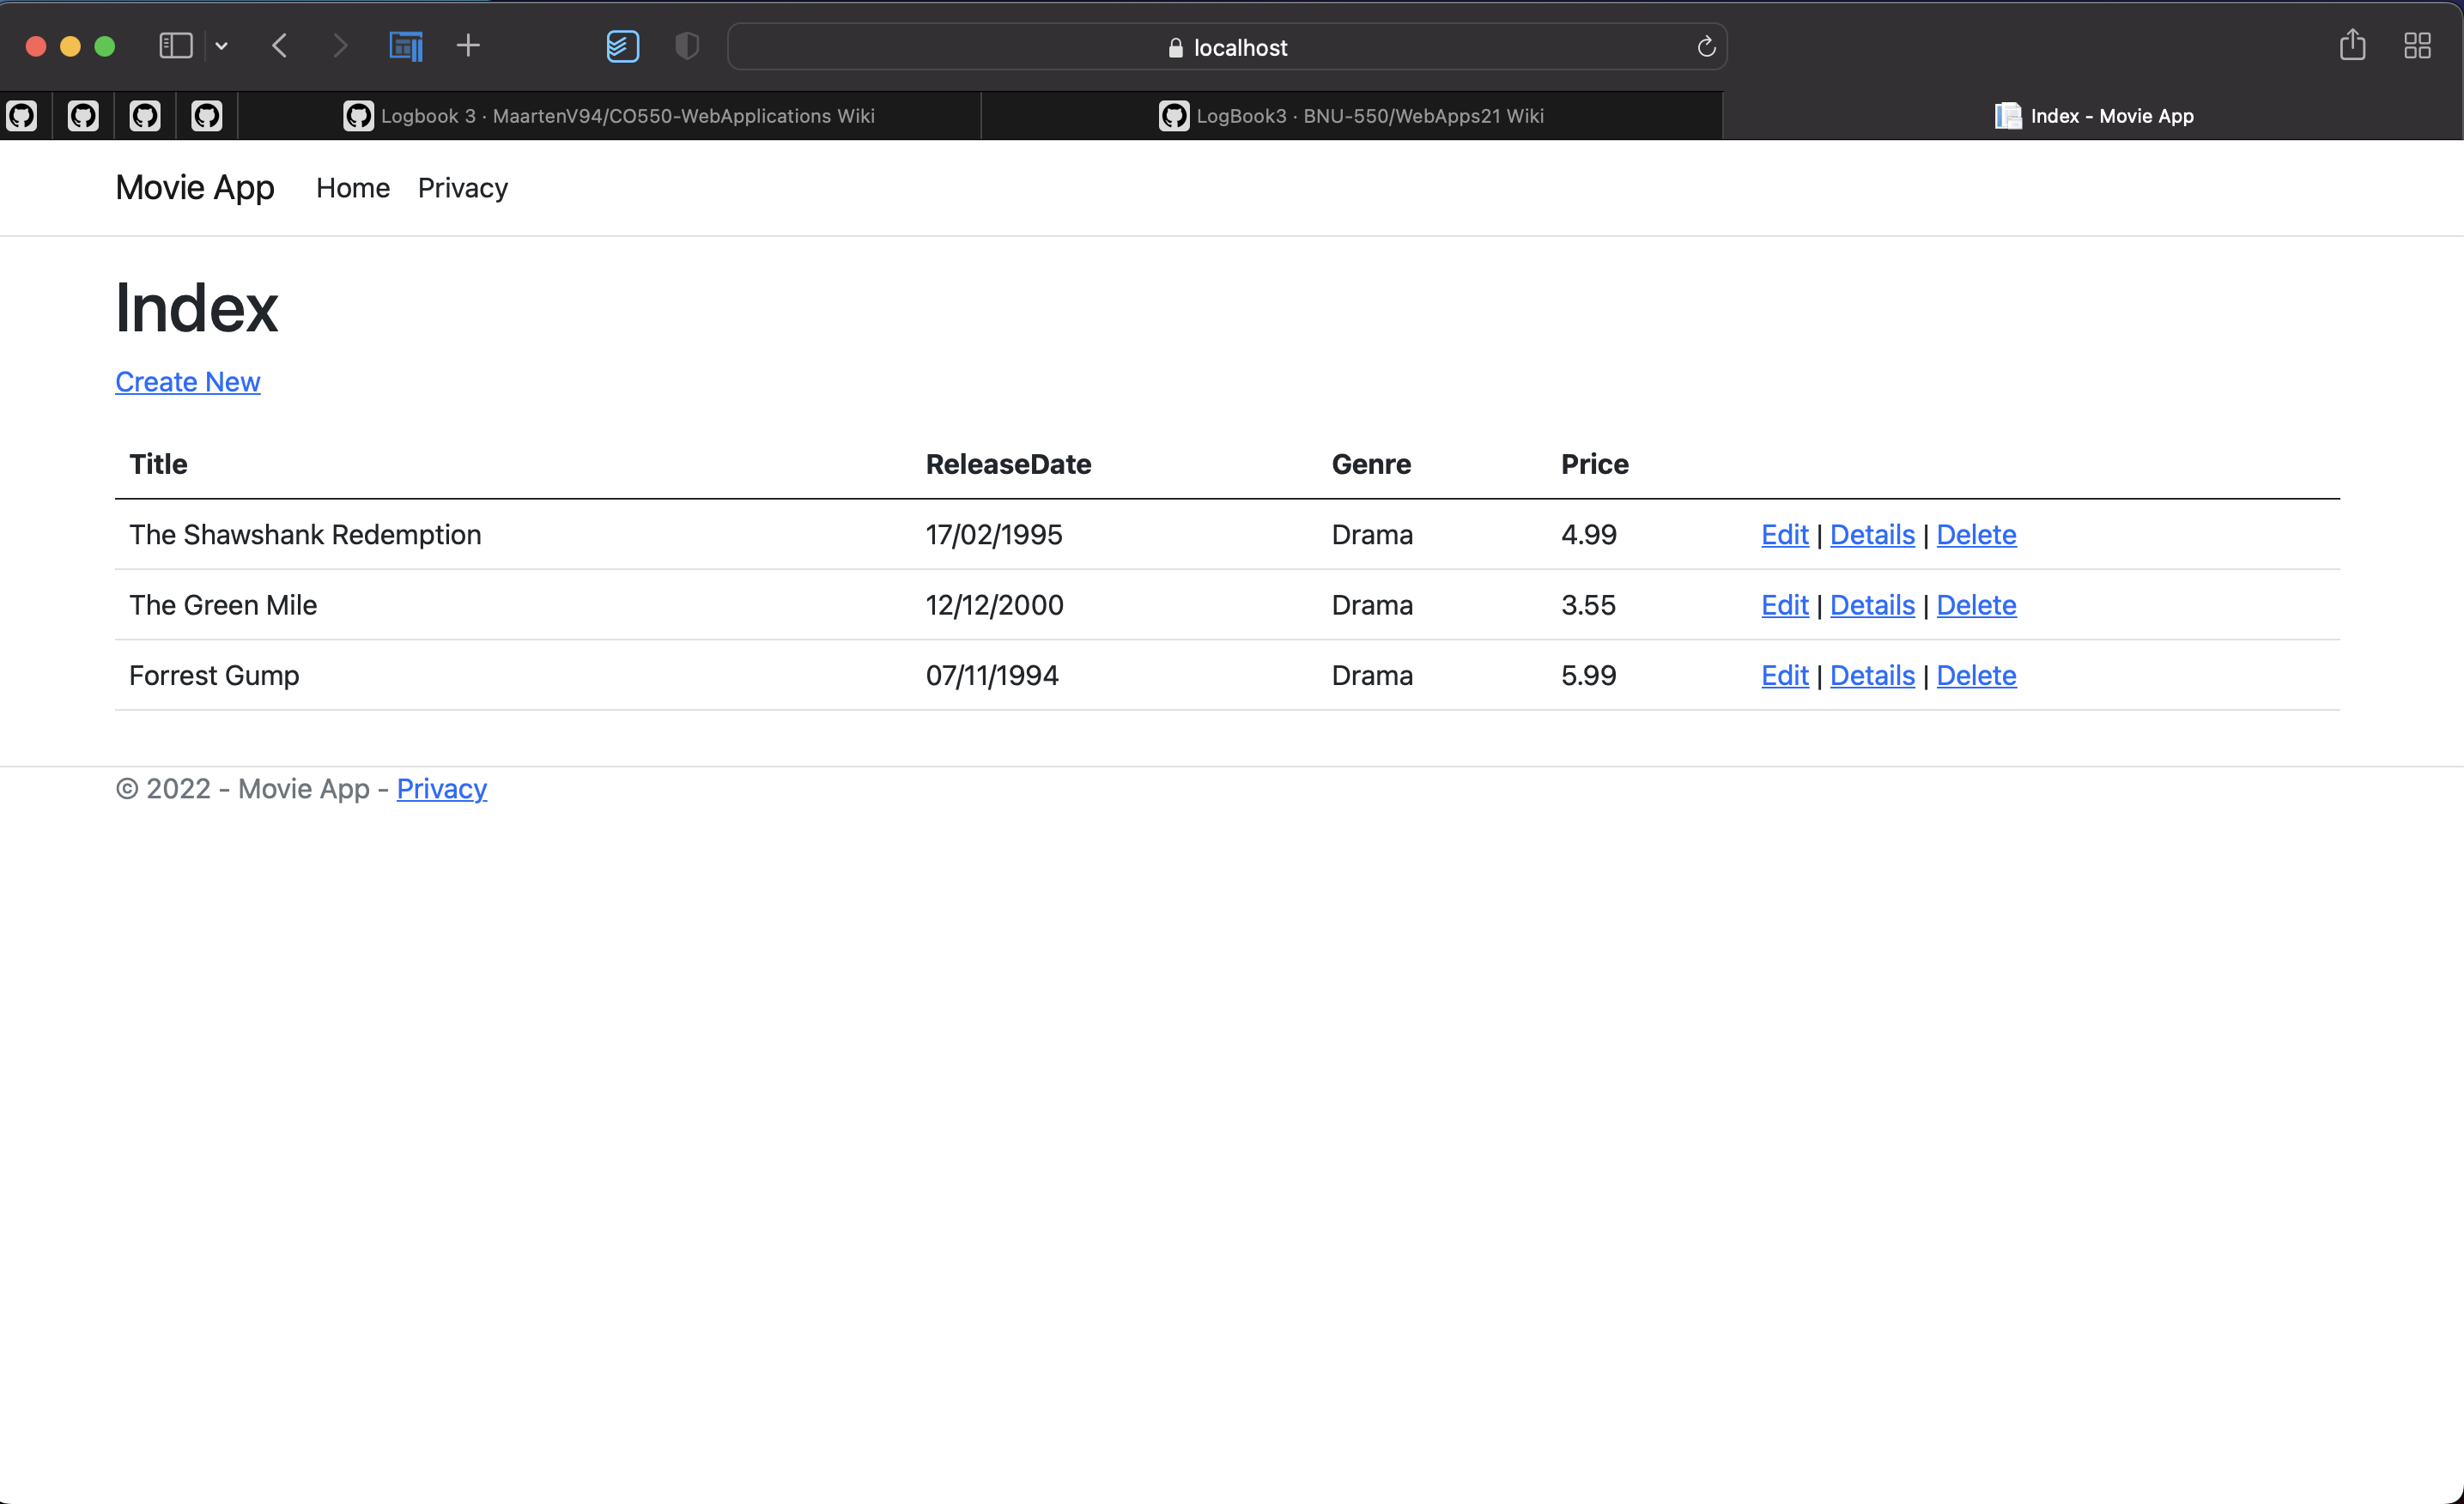 localhost
Logbook 3 · MaartenV94/CO550-WebApplications Wiki
LogBook3 · BNU-550/WebApps21 Wiki
Index - Movie App
Movie App Home Privacy
Index
Create New
Title ReleaseDate Genre Price
The Shawshank Redemption 17/02/1995 Drama 4.99 Edit | Details | Delete
The Green Mile 12/12/2000 Drama 3.55 Edit | Details | Delete
Forrest Gump 07/11/1994 Drama 5.99 Edit | Details | Delete
© 2022 - Movie App - Privacy